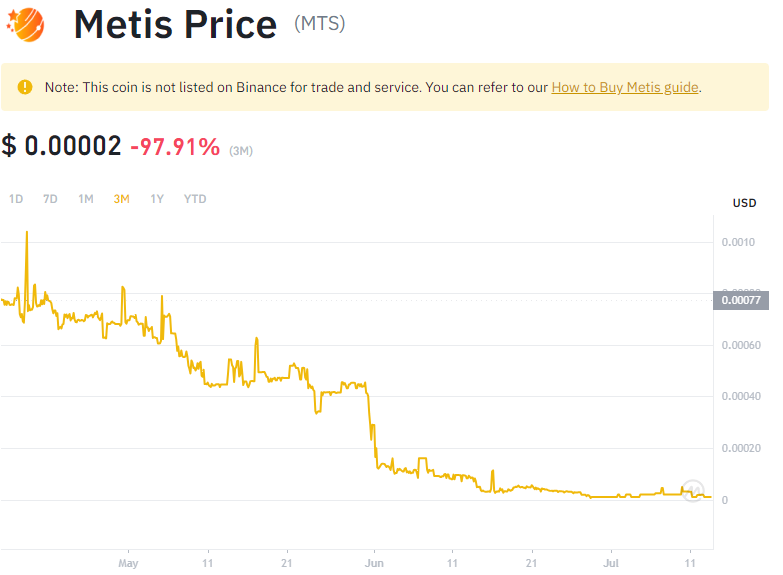 Metis Price (MTS)
Note: This coin is not listed on Binance for trade and service. You can refer to our How to Buy Metis guide.
$ 0.00002 -97.91% (3M)
1D 7D 1M 3M 1Y YTD
USD
0.0010
0.00077
0.00060
0.00040
0.00020
0
May 11 21 Jun 11 21 Jul 11